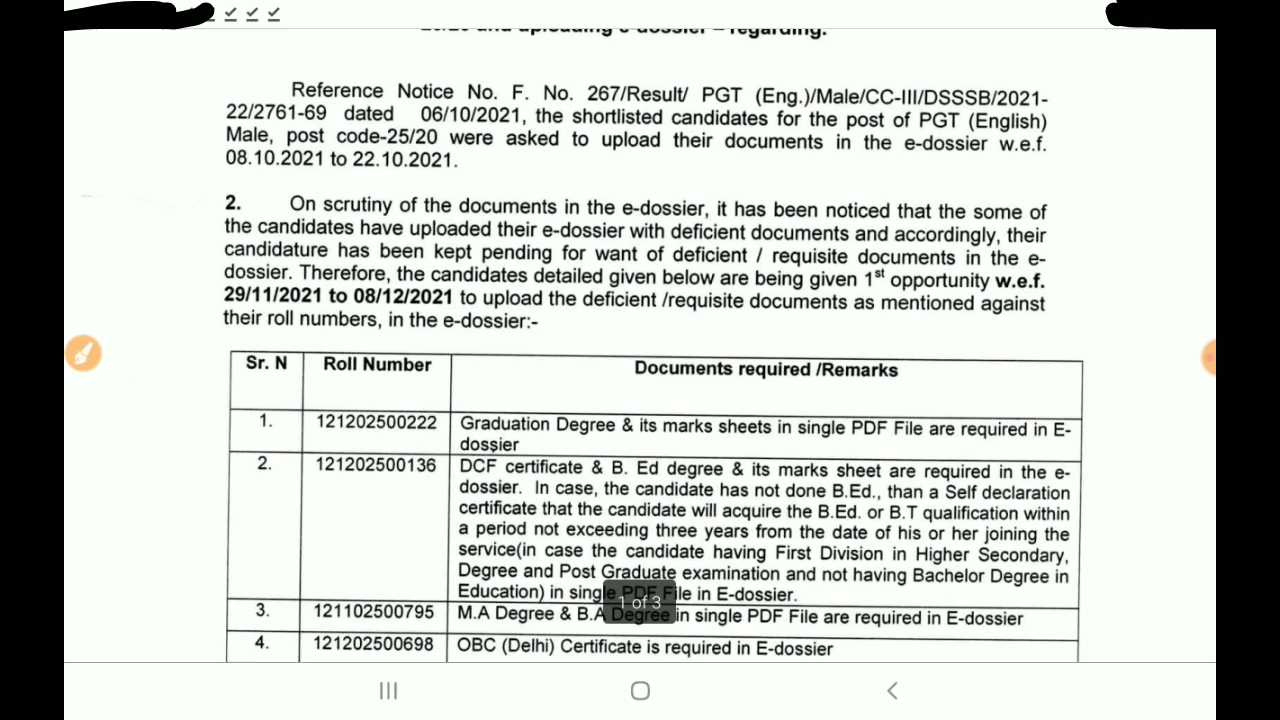 regarding.
Reference Notice No. F. No. 267/Result/ PGT (Eng.)/Male/CC-III/DSSSB/2021-
22/2761-69 dated 06/10/2021, the shortlisted candidates for the post of PGT (English)
Male, post code-25/20 were asked to upload their documents in the e-dossier w.e.f.
08.10.2021 to 22.10.2021.
2. On scrutiny of the documents in the e-dossier, it has been noticed that the some of
the candidates have uploaded their e-dossier with deficient documents and accordingly, their
candidature has been kept pending for want of deficient / requisite documents in the e-
dossier. Therefore, the candidates detailed given below are being given 1st opportunity w.e.f.
29/11/2021 to 08/12/2021 to upload the deficient /requisite documents as mentioned against
their roll numbers, in the e-dossier:-
Sr. N Roll Number Documents required /Remarks
1. 121202500222 Graduation Degree & its marks sheets in single PDF File are required in E-
dossier
2. 121202500136 DCF certificate & B. Ed degree & its marks sheet are required in the e-
dossier. In case, the candidate has not done B.Ed., than a Self declaration
certificate that the candidate will acquire the B.Ed. or B.T qualification within
a period not exceeding three years from the date of his or her joining the
service(in case the candidate having First Division in Higher Secondary,
Degree and Post Graduate examination and not having Bachelor Degree in
Education) in single PDF File in E-dossier.
1 of 3
3. 121102500795 M.A Degree & B.A Degree in single PDF File are required in E-dossier
4. 121202500698 OBC (Delhi) Certificate is required in E-dossier